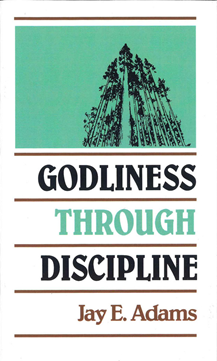 GODLINESS
THROUGH
DISCIPLINE
Jay E. Adams